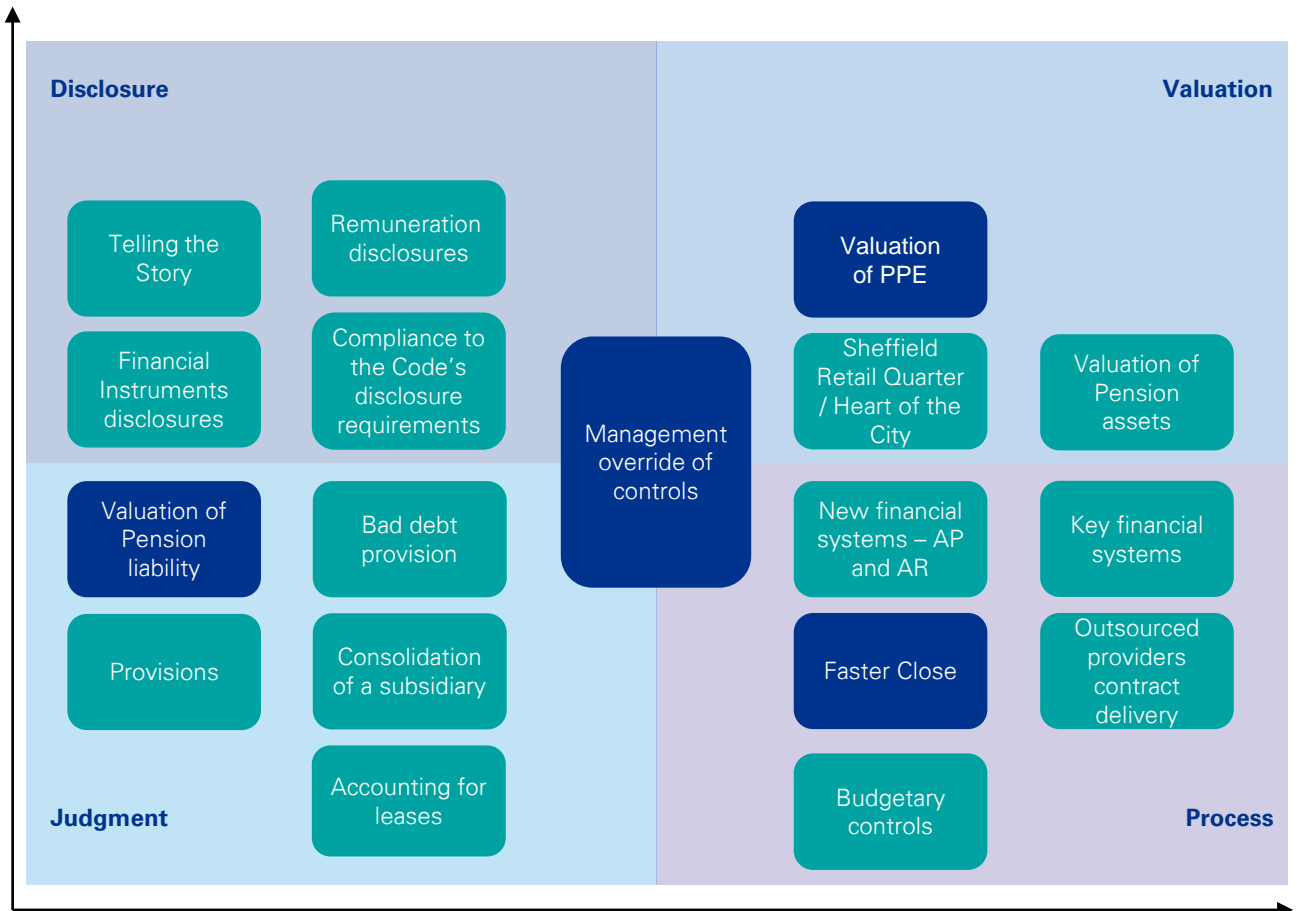 Disclosure
Valuation
Telling the
Story
Remuneration
disclosures
Financial
Instruments
disclosures
Compliance to
the Code's
disclosure
requirements
Valuation
of PPE
Sheffield
Retail Quarter
/ Heart of the
City
Valuation of
Pension
assets
Management
override of
controls
Valuation of
Pension
liability
Bad debt
provision
Provisions
Consolidation
of a subsidiary
Accounting for
leases
Judgment
New financial
systems – AP
and AR
Key financial
systems
Faster Close
Outsourced
providers
contract
delivery
Budgetary
controls
Process